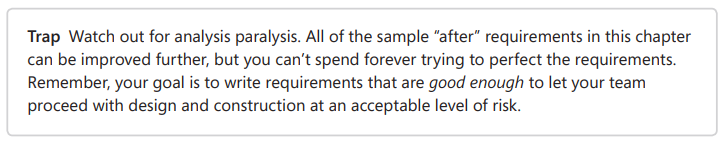 Trap Watch out for analysis paralysis. All of the sample “after” requirements in this chapter
can be improved further, but you can’t spend forever trying to perfect the requirements.
Remember, your goal is to write requirements that are good enough to let your team
proceed with design and construction at an acceptable level of risk.